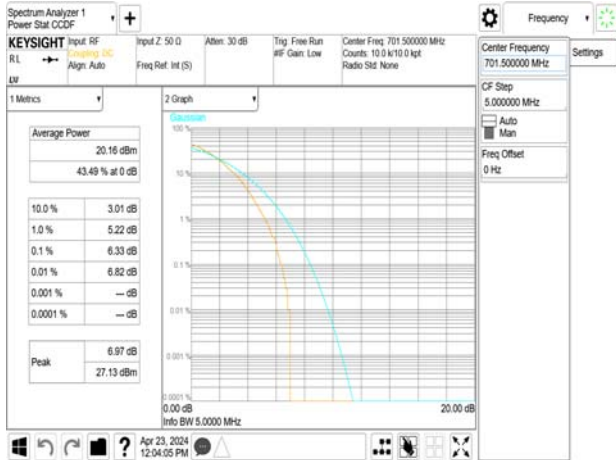 Spectrum Analyzer 1
Power Stat CCDF
Frequency
KEYSIGHT
RL
LXI
Input: RF
Coupling: DC
Align: Auto
Input Z: 50 Ω
Freq Ref: Int (S)
Atten: 30 dB
Trig: Free Run
#IF Gain: Low
Center Freq: 701.500000 MHz
Counts: 10.0 k/10.0 kpt
Radio Std: None
Center Frequency
701.500000 MHz
Settings
CF Step
5.000000 MHz
Auto
Man
Freq Offset
0 Hz
1 Metrics
Average Power
20.16 dBm
43.49 % at 0 dB
10.0 % 3.01 dB
1.0 % 5.22 dB
0.1 % 6.33 dB
0.01 % 6.82 dB
0.001 % --- dB
0.0001 % --- dB
Peak
6.97 dB
27.13 dBm
2 Graph
Gaussian
100 %
10 %
1 %
0.1 %
0.01 %
0.001 %
0.0001 %
0.00 dB 20.00 dB
Info BW 5.0000 MHz
Apr 23, 2024
12:04:05 PM